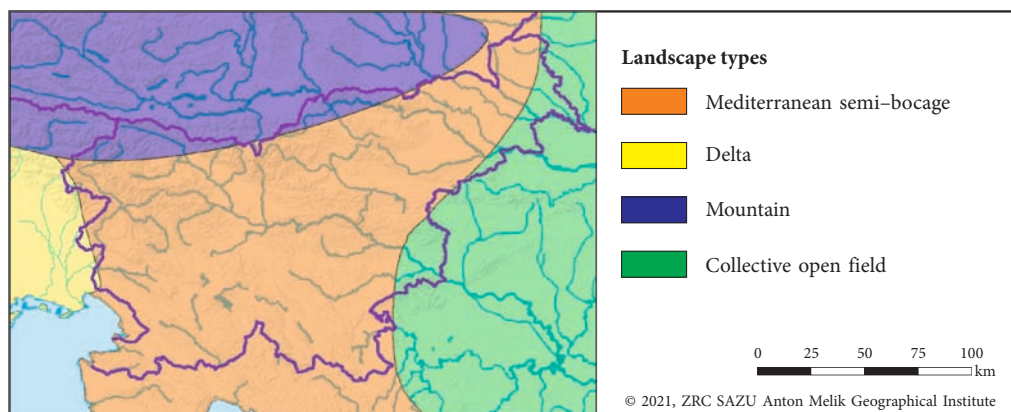 Landscape types
Mediterranean semi–bocage
Delta
Mountain
Collective open field
0 25 50 75 100
km
© 2021, ZRC SAZU Anton Melik Geographical Institute